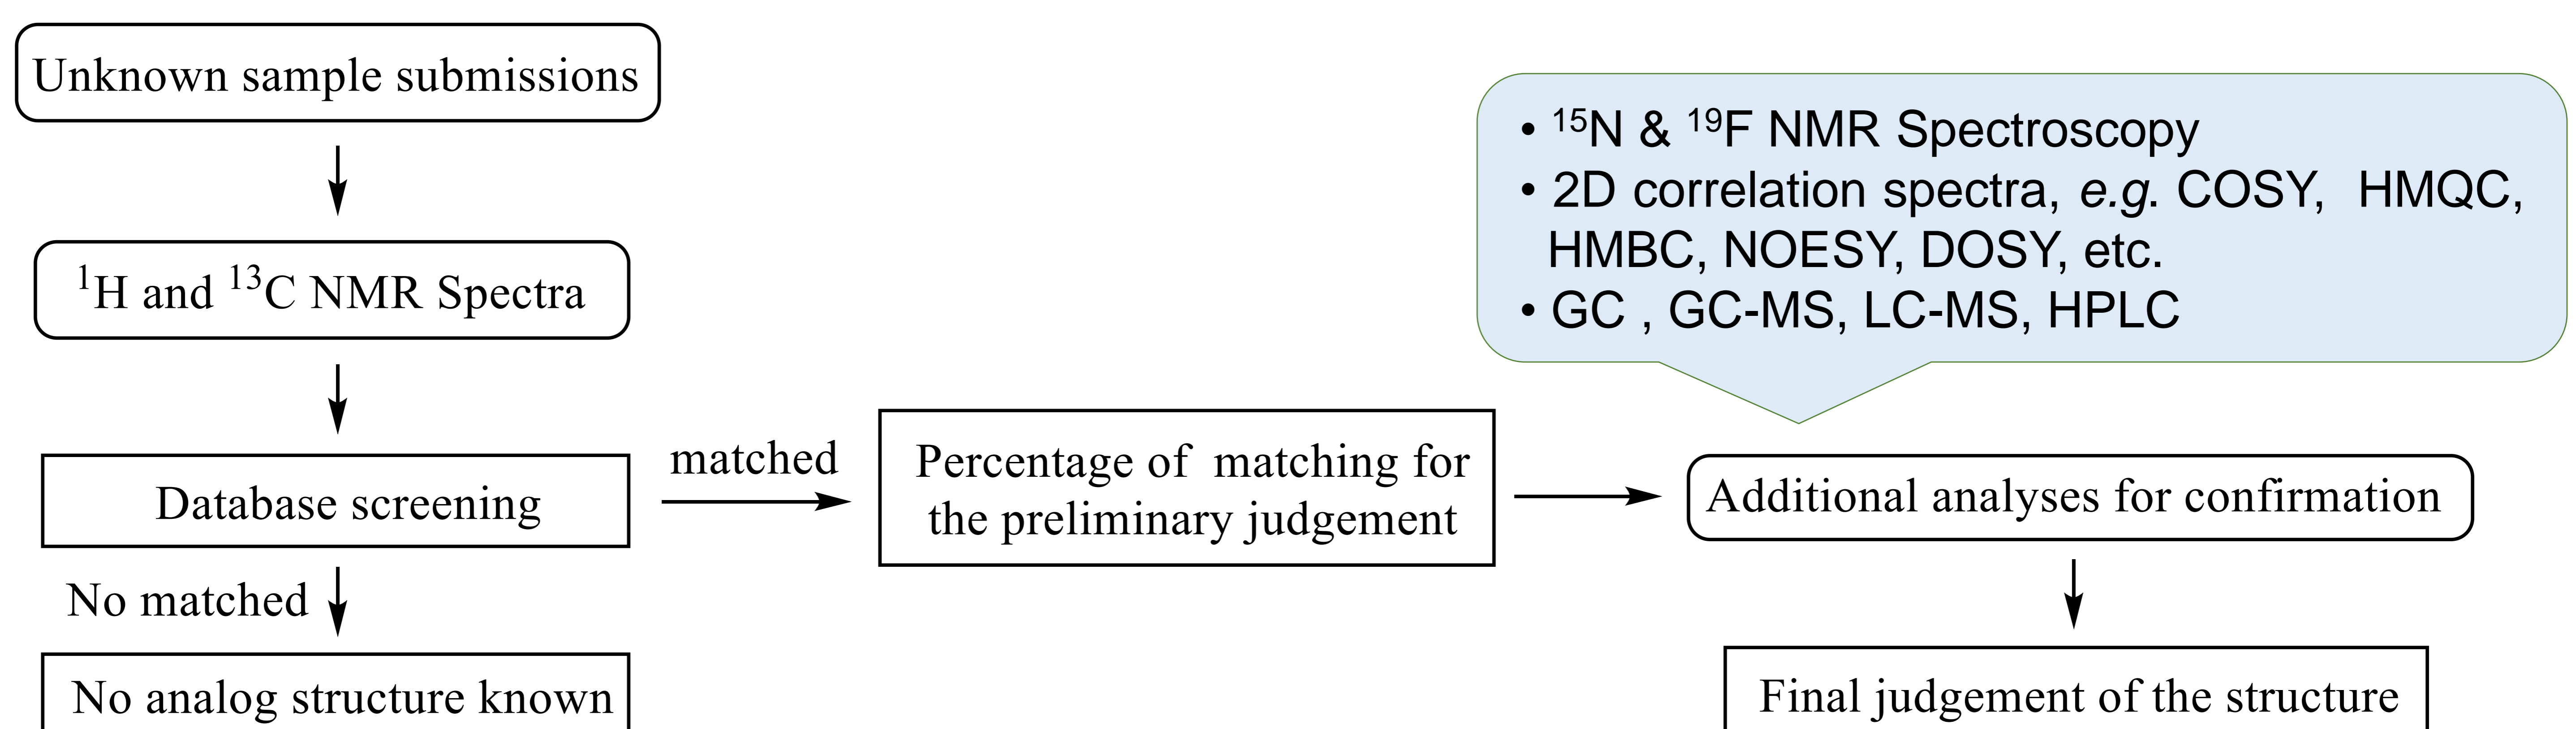 Unknown sample submissions
¹H and ¹³C NMR Spectra
Database screening
matched
No matched
No analog structure known
Percentage of matching for
the preliminary judgement
• ¹⁵N & ¹⁹F NMR Spectroscopy
• 2D correlation spectra, e.g. COSY, HMQC,
HMBC, NOESY, DOSY, etc.
• GC , GC-MS, LC-MS, HPLC
Additional analyses for confirmation
Final judgement of the structure